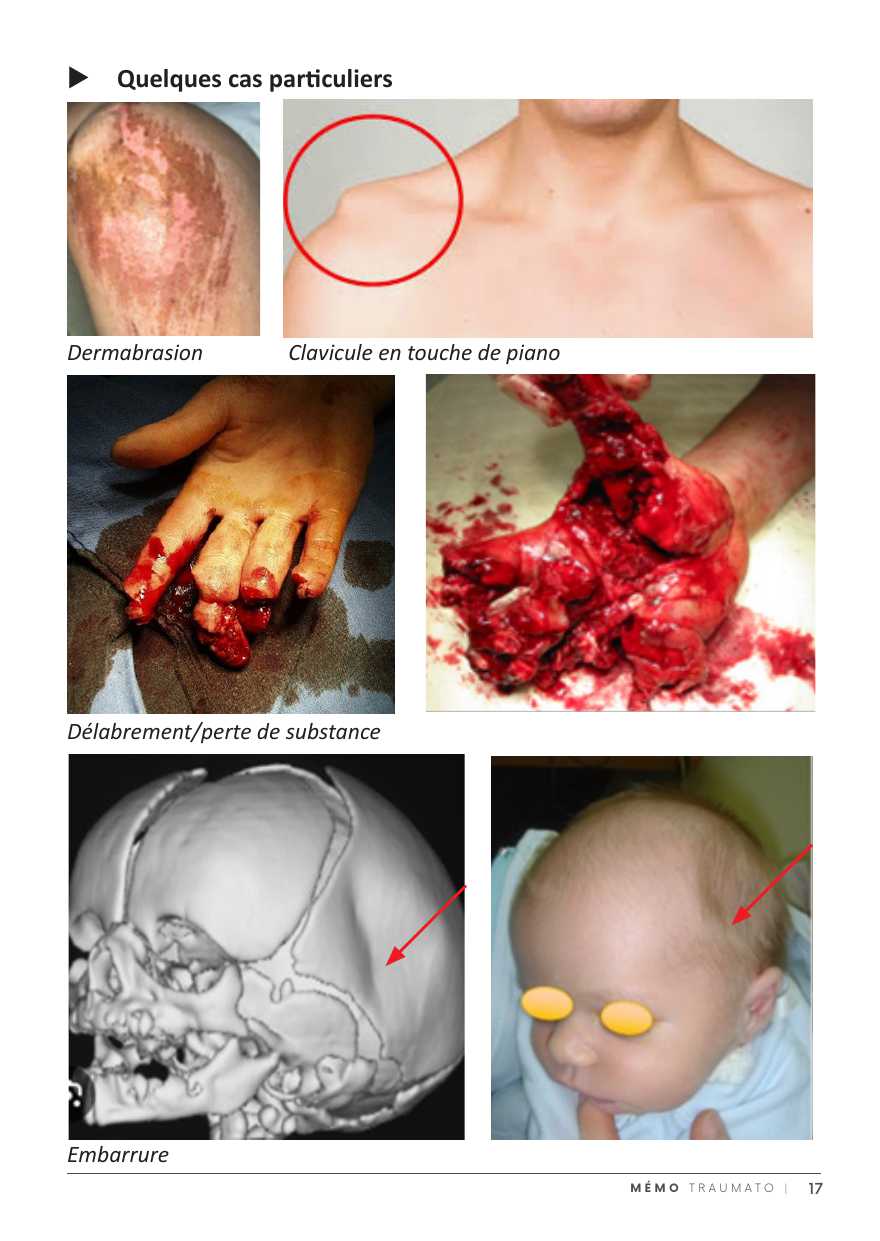 ▶ Quelques cas particuliers
Dermabrasion
Clavicule en touche de piano
Délabrement/perte de substance
Embarrure
MÉMO TRAUMATO | 17